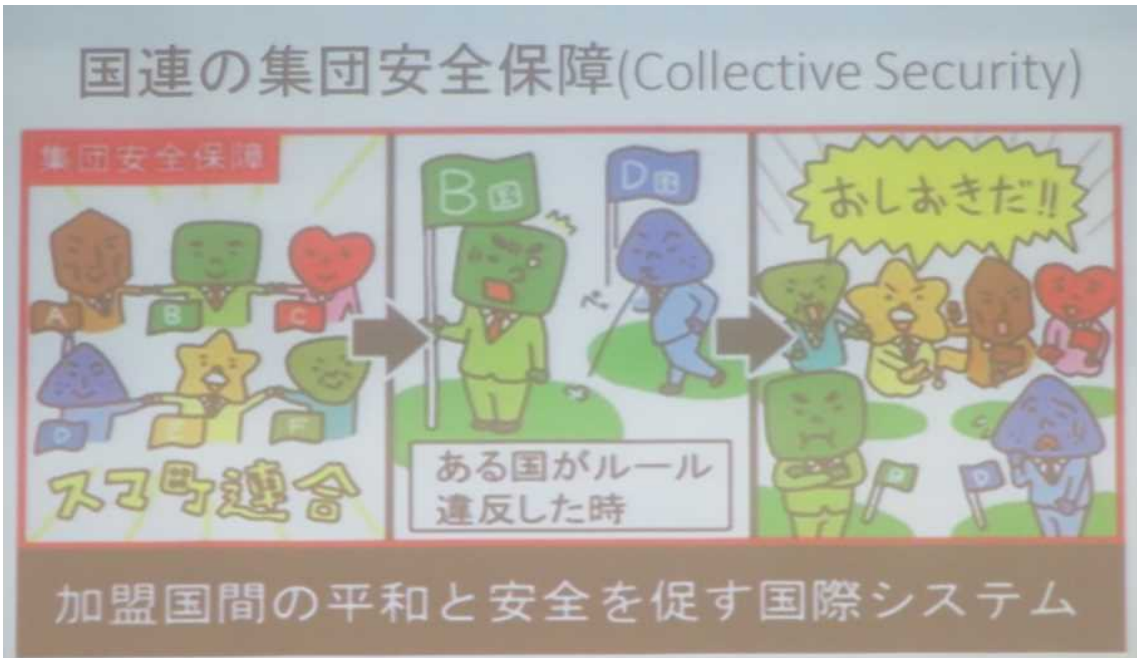 国連の集団安全保障(Collective Security)
集団安全保障
A
B
C
D
F
スマ町連合
B国
D国
ペ
ある国がルール
違反した時
おしおきだ!!
D
加盟国間の平和と安全を促す国際システム